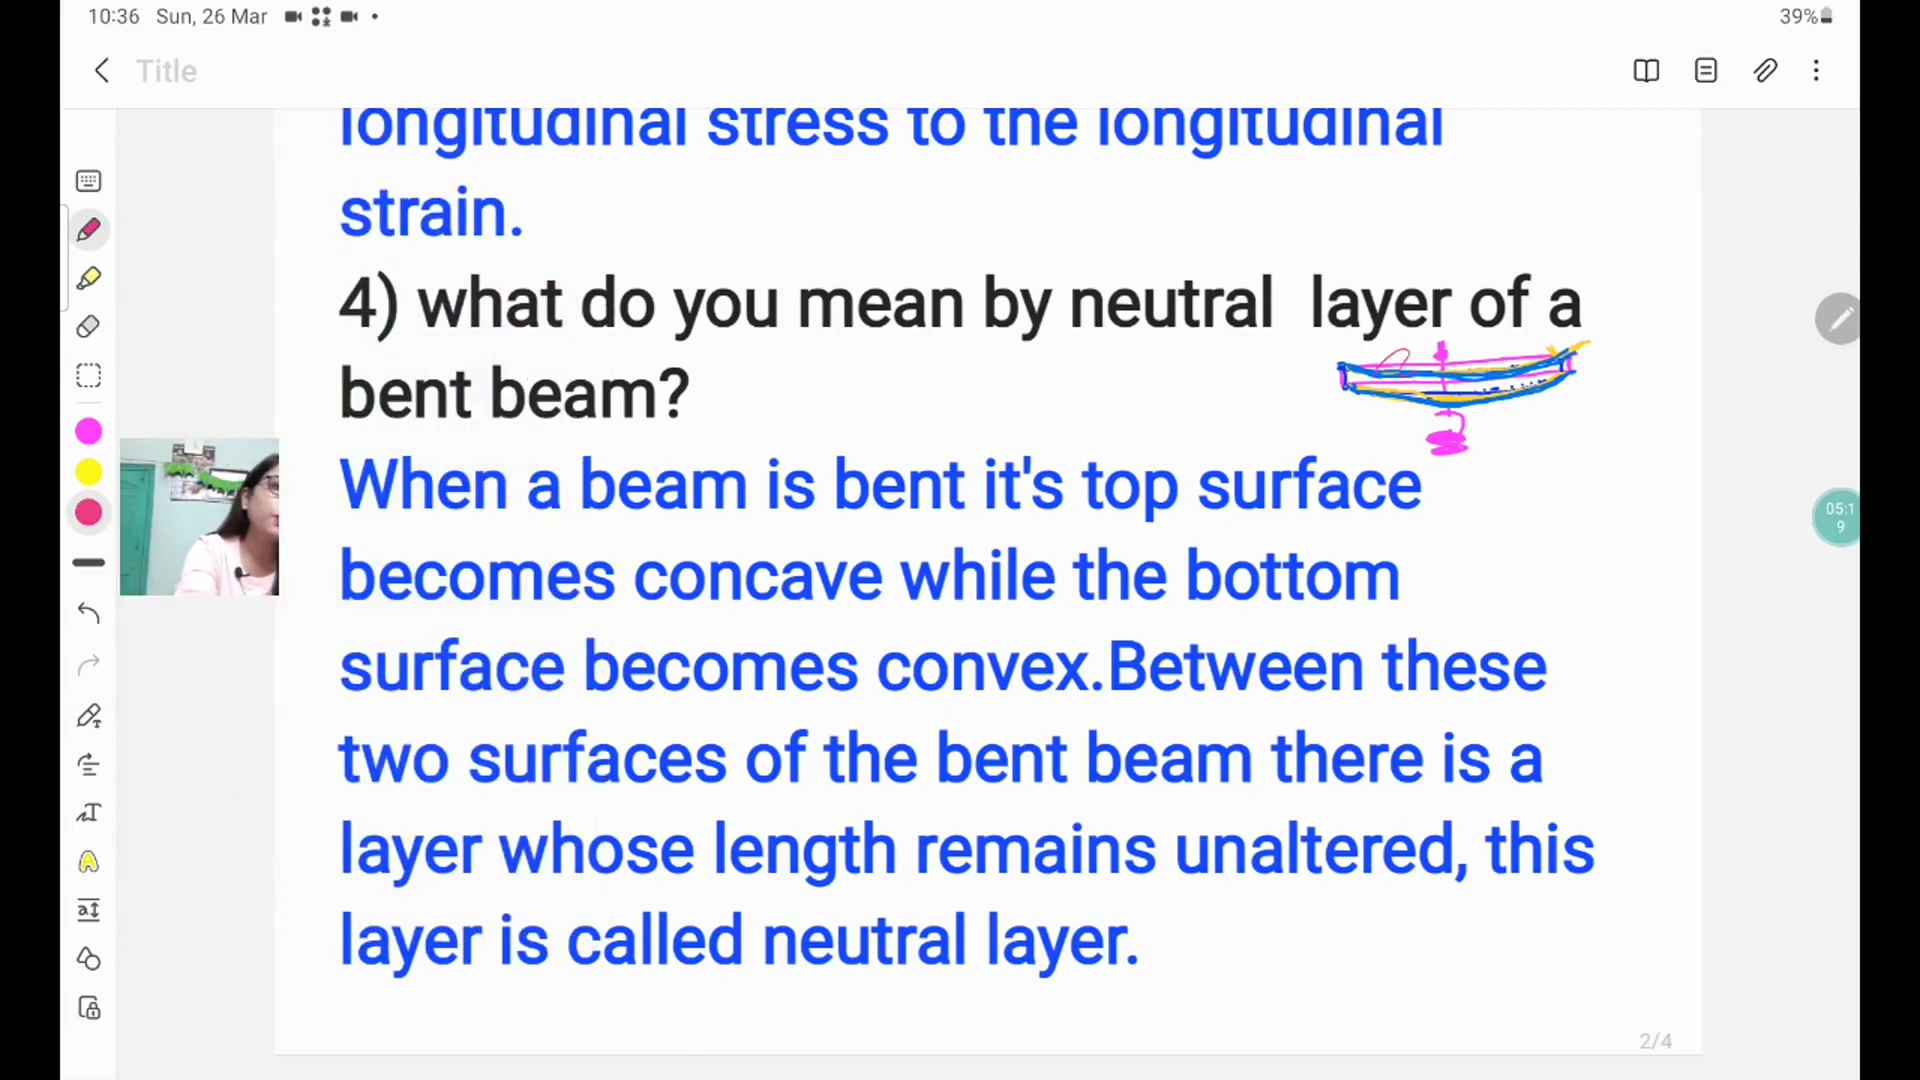 10:36 Sun, 26 Mar
39%
Title
longitudinal stress to the longitudinal
strain.
4) what do you mean by neutral layer of a
bent beam?
When a beam is bent it's top surface
becomes concave while the bottom
surface becomes convex.Between these
two surfaces of the bent beam there is a
layer whose length remains unaltered, this
layer is called neutral layer.
05:1
9
2/4